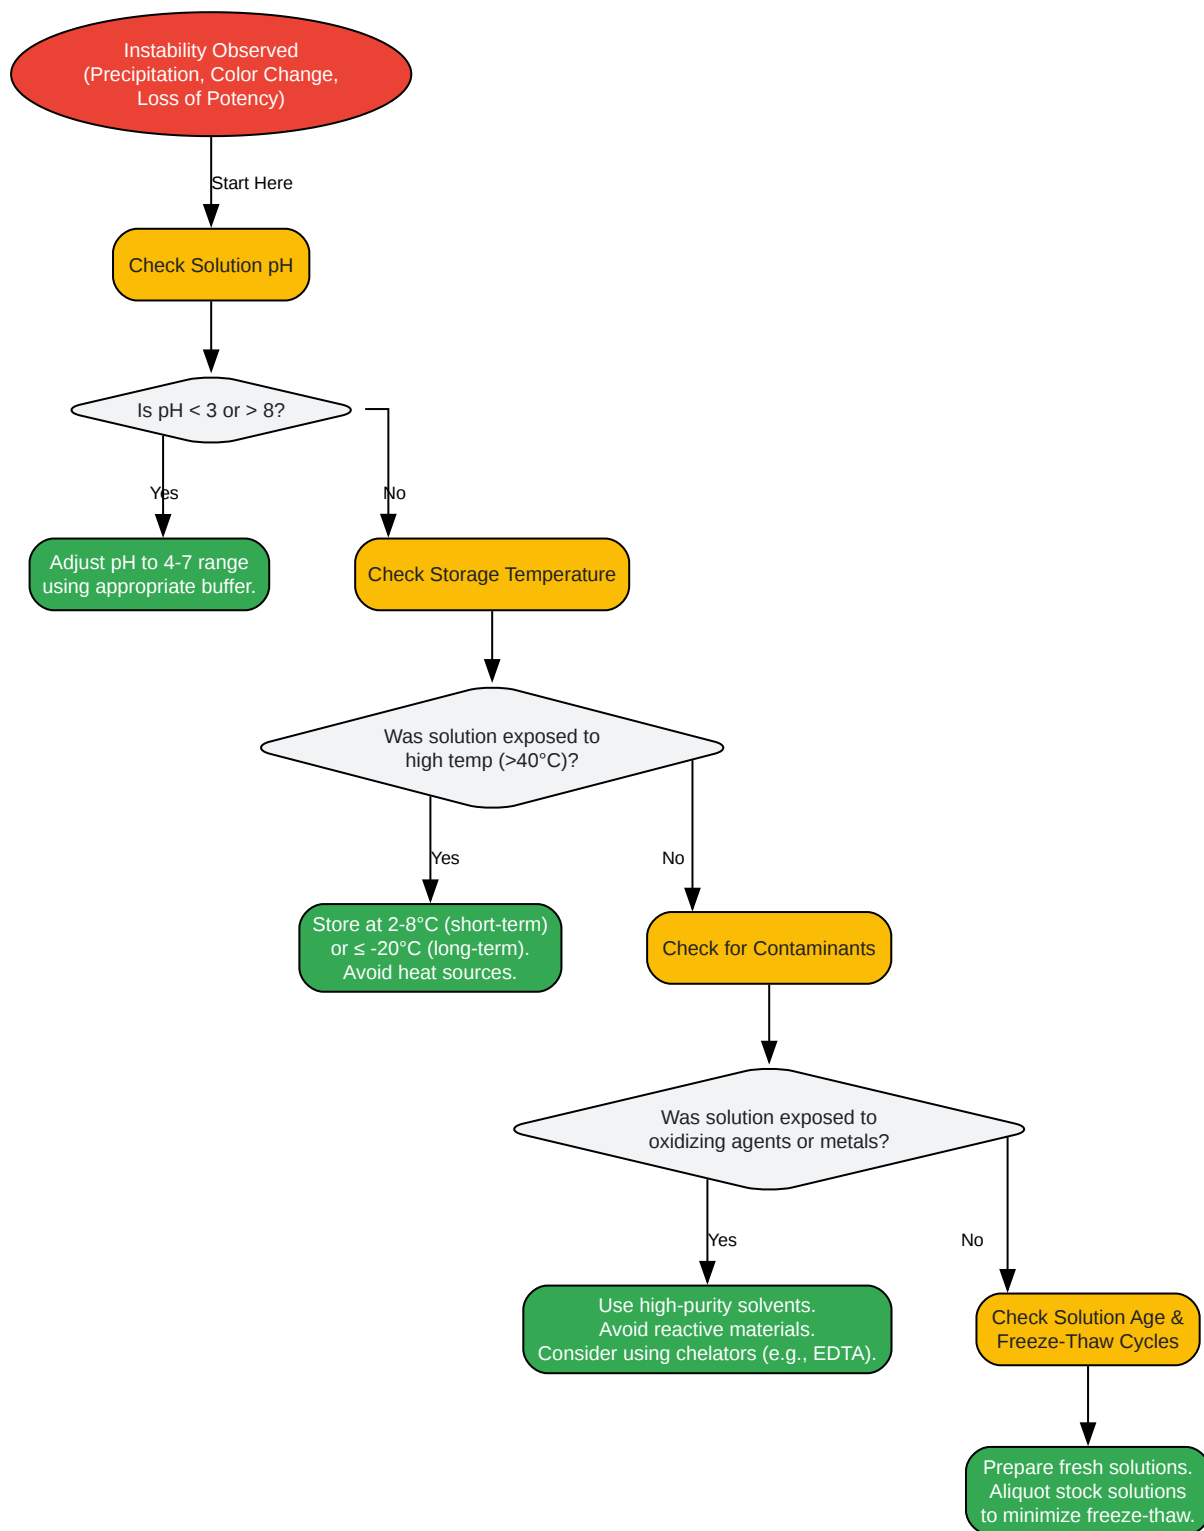 Instability Observed
(Precipitation, Color Change,
Loss of Potency)
Start Here
Check Solution pH
Is pH < 3 or > 8?
Yes
No
Adjust pH to 4-7 range
using appropriate buffer.
Check Storage Temperature
Was solution exposed to
high temp (>40°C)?
Yes
No
Store at 2-8°C (short-term)
or ≤ -20°C (long-term).
Avoid heat sources.
Check for Contaminants
Was solution exposed to
oxidizing agents or metals?
Yes
No
Use high-purity solvents.
Avoid reactive materials.
Consider using chelators (e.g., EDTA).
Check Solution Age &
Freeze-Thaw Cycles
Prepare fresh solutions.
Aliquot stock solutions
to minimize freeze-thaw.